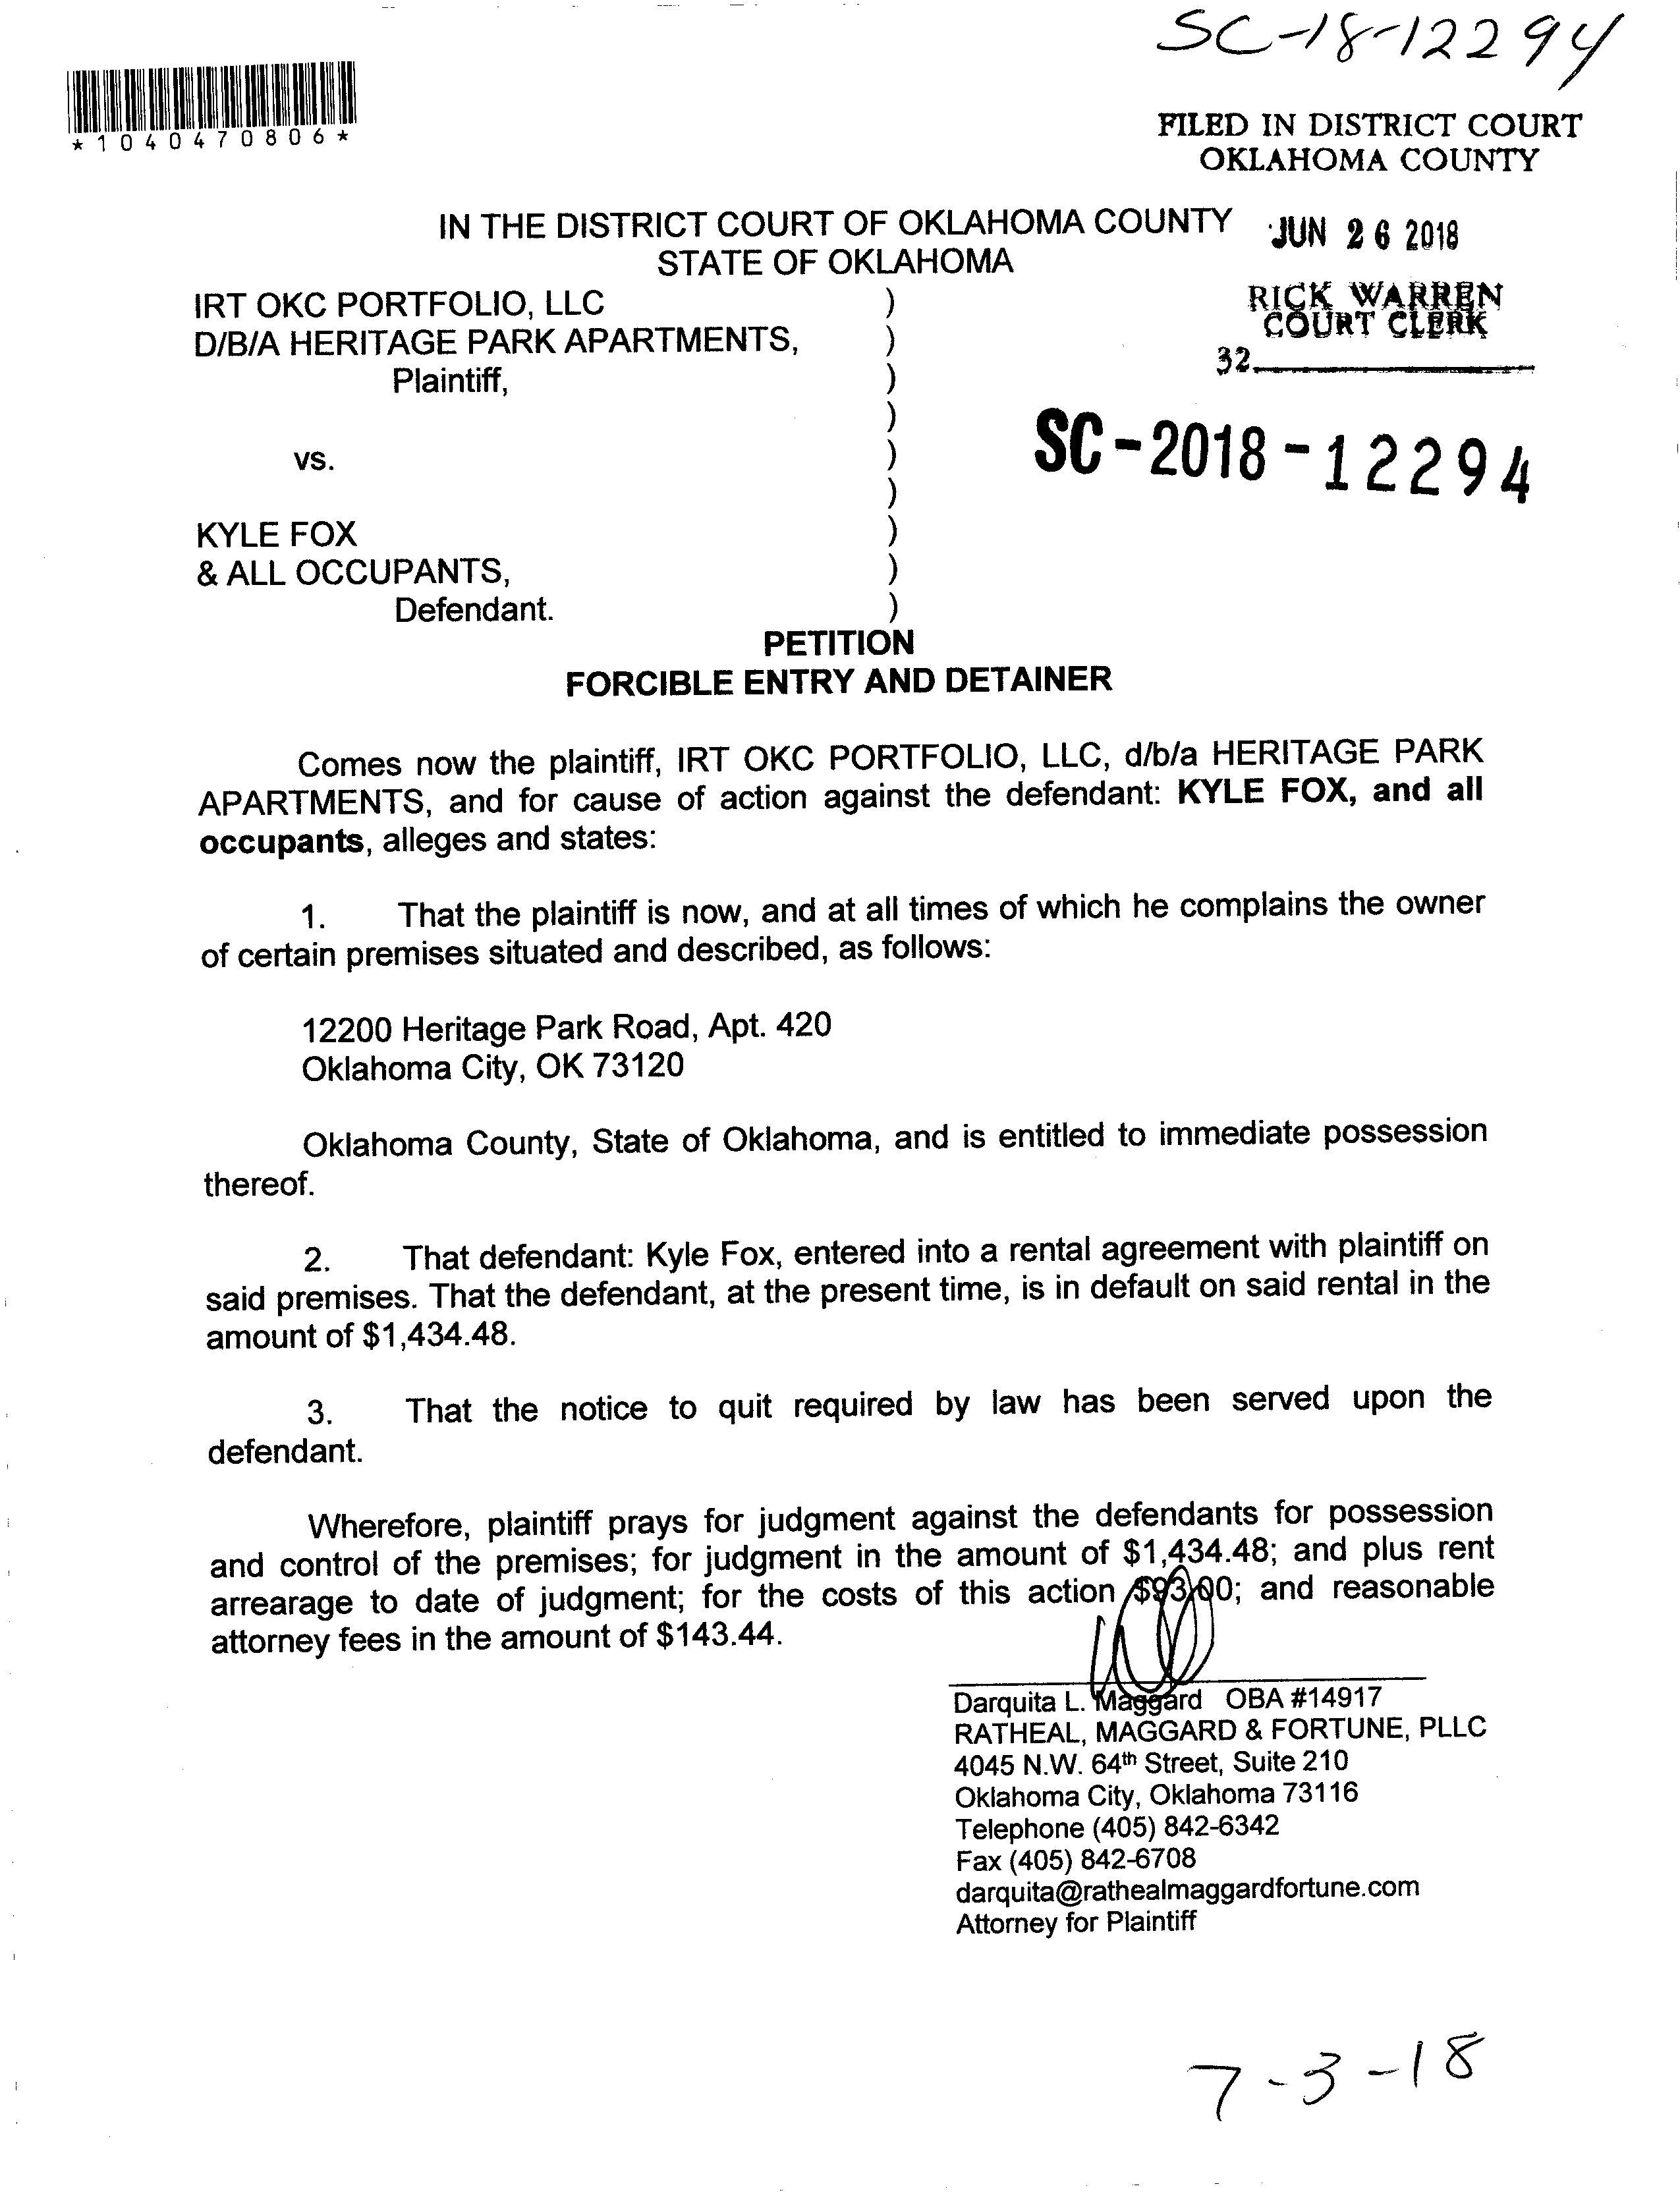 SC-18-12294
*1040470806*
FILED IN DISTRICT COURT
OKLAHOMA COUNTY
IN THE DISTRICT COURT OF OKLAHOMA COUNTY
STATE OF OKLAHOMA
JUN 26 2018
RICK WARREN
COURT CLERK
32
IRT OKC PORTFOLIO, LLC )
D/B/A HERITAGE PARK APARTMENTS, )
Plaintiff, )
)
vs. )
)
KYLE FOX )
& ALL OCCUPANTS, )
Defendant. )
SC-2018-12294
PETITION
FORCIBLE ENTRY AND DETAINER
Comes now the plaintiff, IRT OKC PORTFOLIO, LLC, d/b/a HERITAGE PARK
APARTMENTS, and for cause of action against the defendant: KYLE FOX, and all
occupants, alleges and states:
1. That the plaintiff is now, and at all times of which he complains the owner
of certain premises situated and described, as follows:
12200 Heritage Park Road, Apt. 420
Oklahoma City, OK 73120
Oklahoma County, State of Oklahoma, and is entitled to immediate possession
thereof.
2. That defendant: Kyle Fox, entered into a rental agreement with plaintiff on
said premises. That the defendant, at the present time, is in default on said rental in the
amount of $1,434.48.
3. That the notice to quit required by law has been served upon the
defendant.
Wherefore, plaintiff prays for judgment against the defendants for possession
and control of the premises; for judgment in the amount of $1,434.48; and plus rent
arrearage to date of judgment; for the costs of this action $93.00; and reasonable
attorney fees in the amount of $143.44.
Darquita L. Maggard OBA #14917
RATHEAL, MAGGARD & FORTUNE, PLLC
4045 N.W. 64th Street, Suite 210
Oklahoma City, Oklahoma 73116
Telephone (405) 842-6342
Fax (405) 842-6708
darquita@rathealmaggardfortune.com
Attorney for Plaintiff
7-3-18